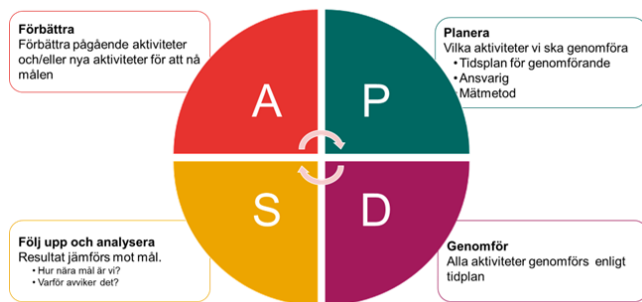 Förbättra
Förbättra pågående aktiviteter
och/eller nya aktiviteter för att nå
målen
A
P
Planera
Vilka aktiviteter vi ska genomföra
• Tidsplan för genomförande
• Ansvarig
• Mätmetod
Följ upp och analysera
Resultat jämförs mot mål.
• Hur nära mål är vi?
• Varför avviker det?
S
D
Genomför
Alla aktiviteter genomförs enligt
tidplan